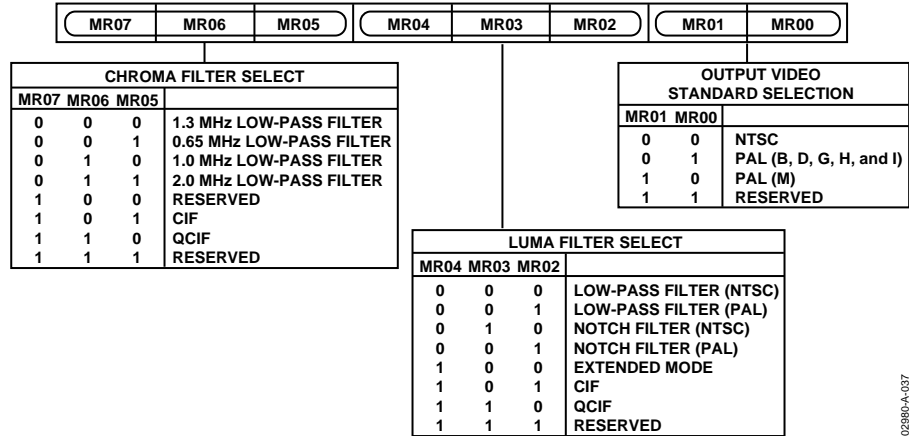 MR07 MR06 MR05 MR04 MR03 MR02 MR01 MR00
CHROMA FILTER SELECT
MR07 MR06 MR05
0 0 0 1.3 MHz LOW-PASS FILTER
0 0 1 0.65 MHz LOW-PASS FILTER
0 1 0 1.0 MHz LOW-PASS FILTER
0 1 1 2.0 MHz LOW-PASS FILTER
1 0 0 RESERVED
1 0 1 CIF
1 1 0 QCIF
1 1 1 RESERVED
OUTPUT VIDEO
STANDARD SELECTION
MR01 MR00
0 0 NTSC
0 1 PAL (B, D, G, H, and I)
1 0 PAL (M)
1 1 RESERVED
LUMA FILTER SELECT
MR04 MR03 MR02
0 0 0 LOW-PASS FILTER (NTSC)
0 0 1 LOW-PASS FILTER (PAL)
0 1 0 NOTCH FILTER (NTSC)
0 0 1 NOTCH FILTER (PAL)
1 0 0 EXTENDED MODE
1 0 1 CIF
1 1 0 QCIF
1 1 1 RESERVED
02980-A-037